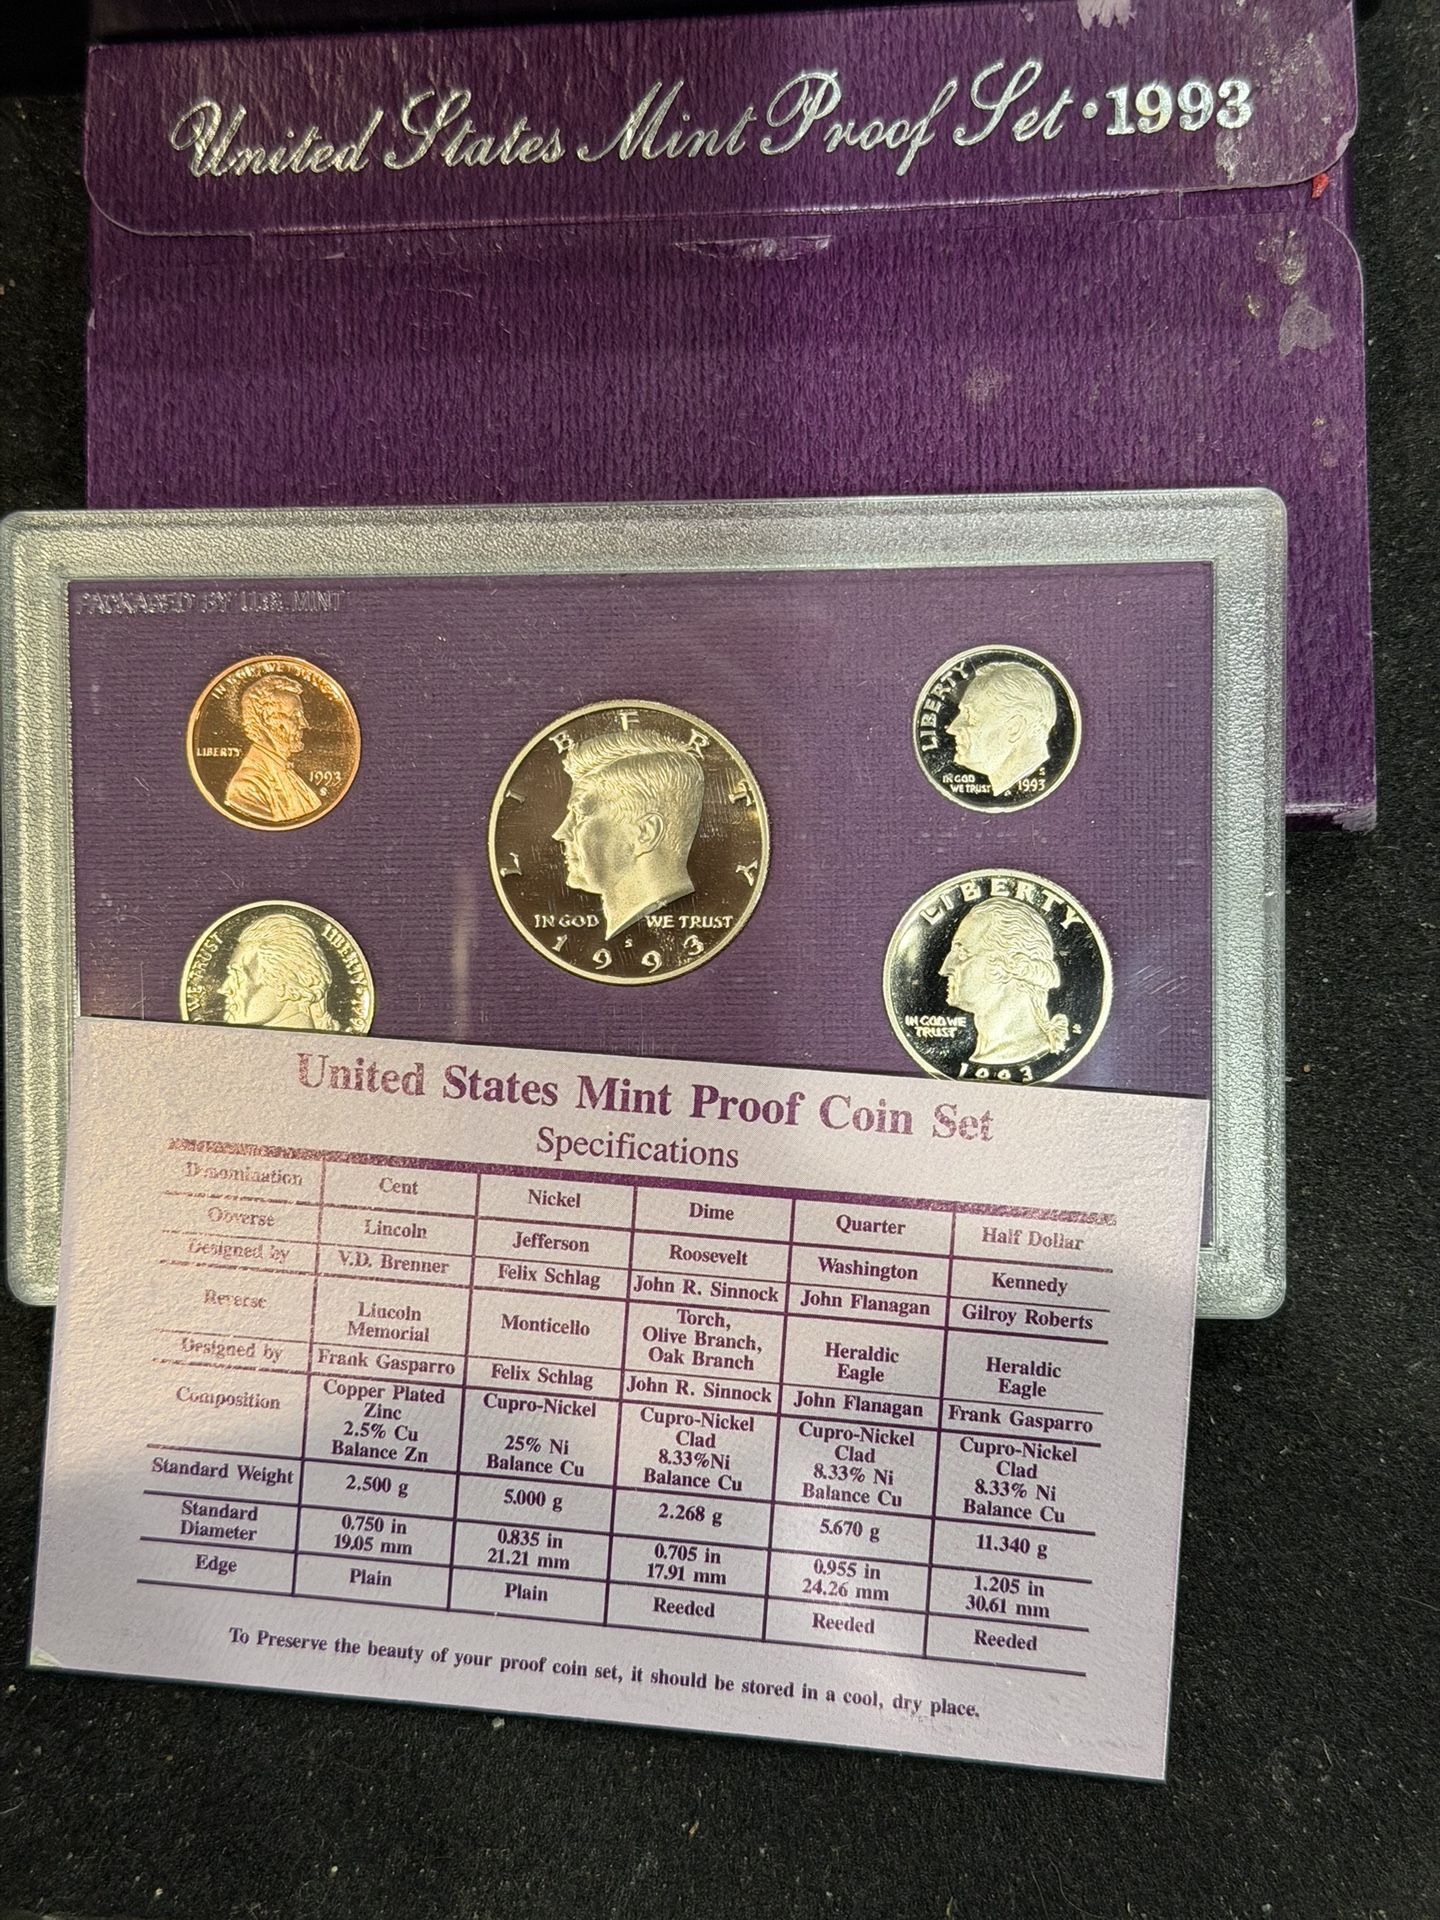 United States Mint Proof Set · 1993
PACKAGED BY U.S. MINT
IN GOD WE TRUST
LIBERTY
1993
S
LIBERTY
IN GOD WE TRUST
S
1993
LIBERTY
IN GOD
WE TRUST
S
1993
WE TRUST
LIBERTY · 199
LIBERTY
IN GOD WE
TRUST
S
1993
United States Mint Proof Coin Set
Specifications
Denomination Cent Nickel Dime Quarter Half Dollar
Obverse Lincoln Jefferson Roosevelt Washington Kennedy
Designed by V.D. Brenner Felix Schlag John R. Sinnock John Flanagan Gilroy Roberts
Reverse Lincoln Memorial Monticello Torch, Olive Branch, Oak Branch Heraldic Eagle Heraldic Eagle
Designed by Frank Gasparro Felix Schlag John R. Sinnock John Flanagan Frank Gasparro
Composition Copper Plated Zinc 2.5% Cu Balance Zn Cupro-Nickel 25% Ni Balance Cu Cupro-Nickel Clad 8.33%Ni Balance Cu Cupro-Nickel Clad 8.33% Ni Balance Cu Cupro-Nickel Clad 8.33% Ni Balance Cu
Standard Weight 2.500 g 5.000 g 2.268 g 5.670 g 11.340 g
Standard Diameter 0.750 in 19.05 mm 0.835 in 21.21 mm 0.705 in 17.91 mm 0.955 in 24.26 mm 1.205 in 30.61 mm
Edge Plain Plain Reeded Reeded Reeded
To Preserve the beauty of your proof coin set, it should be stored in a cool, dry place.